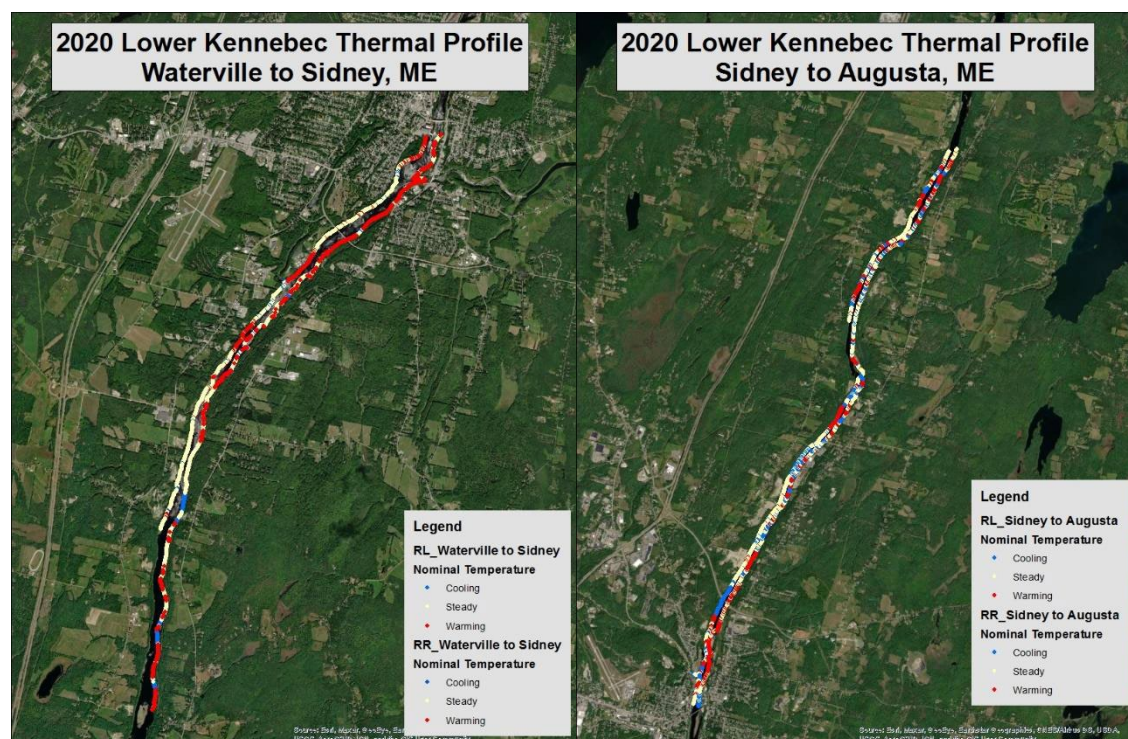 2020 Lower Kennebec Thermal Profile
Waterville to Sidney, ME
Legend
RL_Waterville to Sidney
Nominal Temperature
Cooling
Steady
Warming
RR_Waterville to Sidney
Nominal Temperature
Cooling
Steady
Warming
2020 Lower Kennebec Thermal Profile
Sidney to Augusta, ME
Legend
RL_Sidney to Augusta
Nominal Temperature
Cooling
Steady
Warming
RR_Sidney to Augusta
Nominal Temperature
Cooling
Steady
Warming